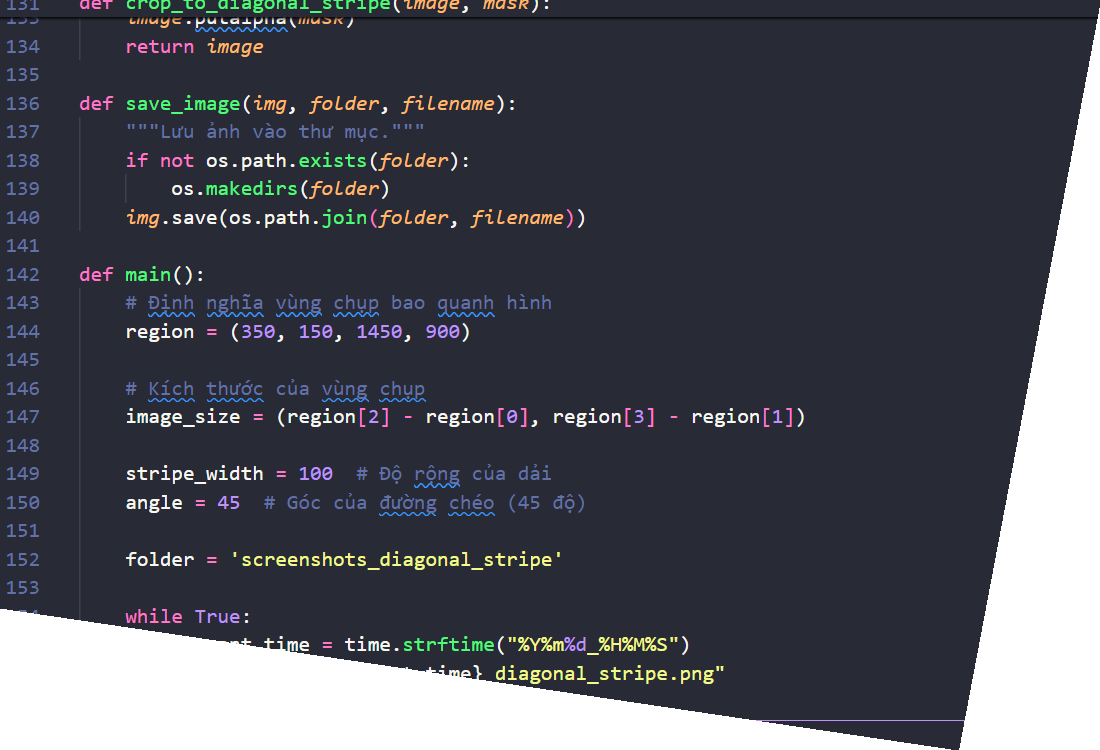 131 def crop_to_diagonal_stripe(image, mask):
133 image.putalpha(mask)
134 return image
135
136 def save_image(img, folder, filename):
137 """Lưu ảnh vào thư mục."""
138 if not os.path.exists(folder):
139 os.makedirs(folder)
140 img.save(os.path.join(folder, filename))
141
142 def main():
143 # Định nghĩa vùng chụp bao quanh hình
144 region = (350, 150, 1450, 900)
145
146 # Kích thước của vùng chụp
147 image_size = (region[2] - region[0], region[3] - region[1])
148
149 stripe_width = 100 # Độ rộng của dải
150 angle = 45 # Góc của đường chéo (45 độ)
151
152 folder = 'screenshots_diagonal_stripe'
153
while True:
time = time.strftime("%Y%m%d_%H%M%S")
time}_diagonal_stripe.png"